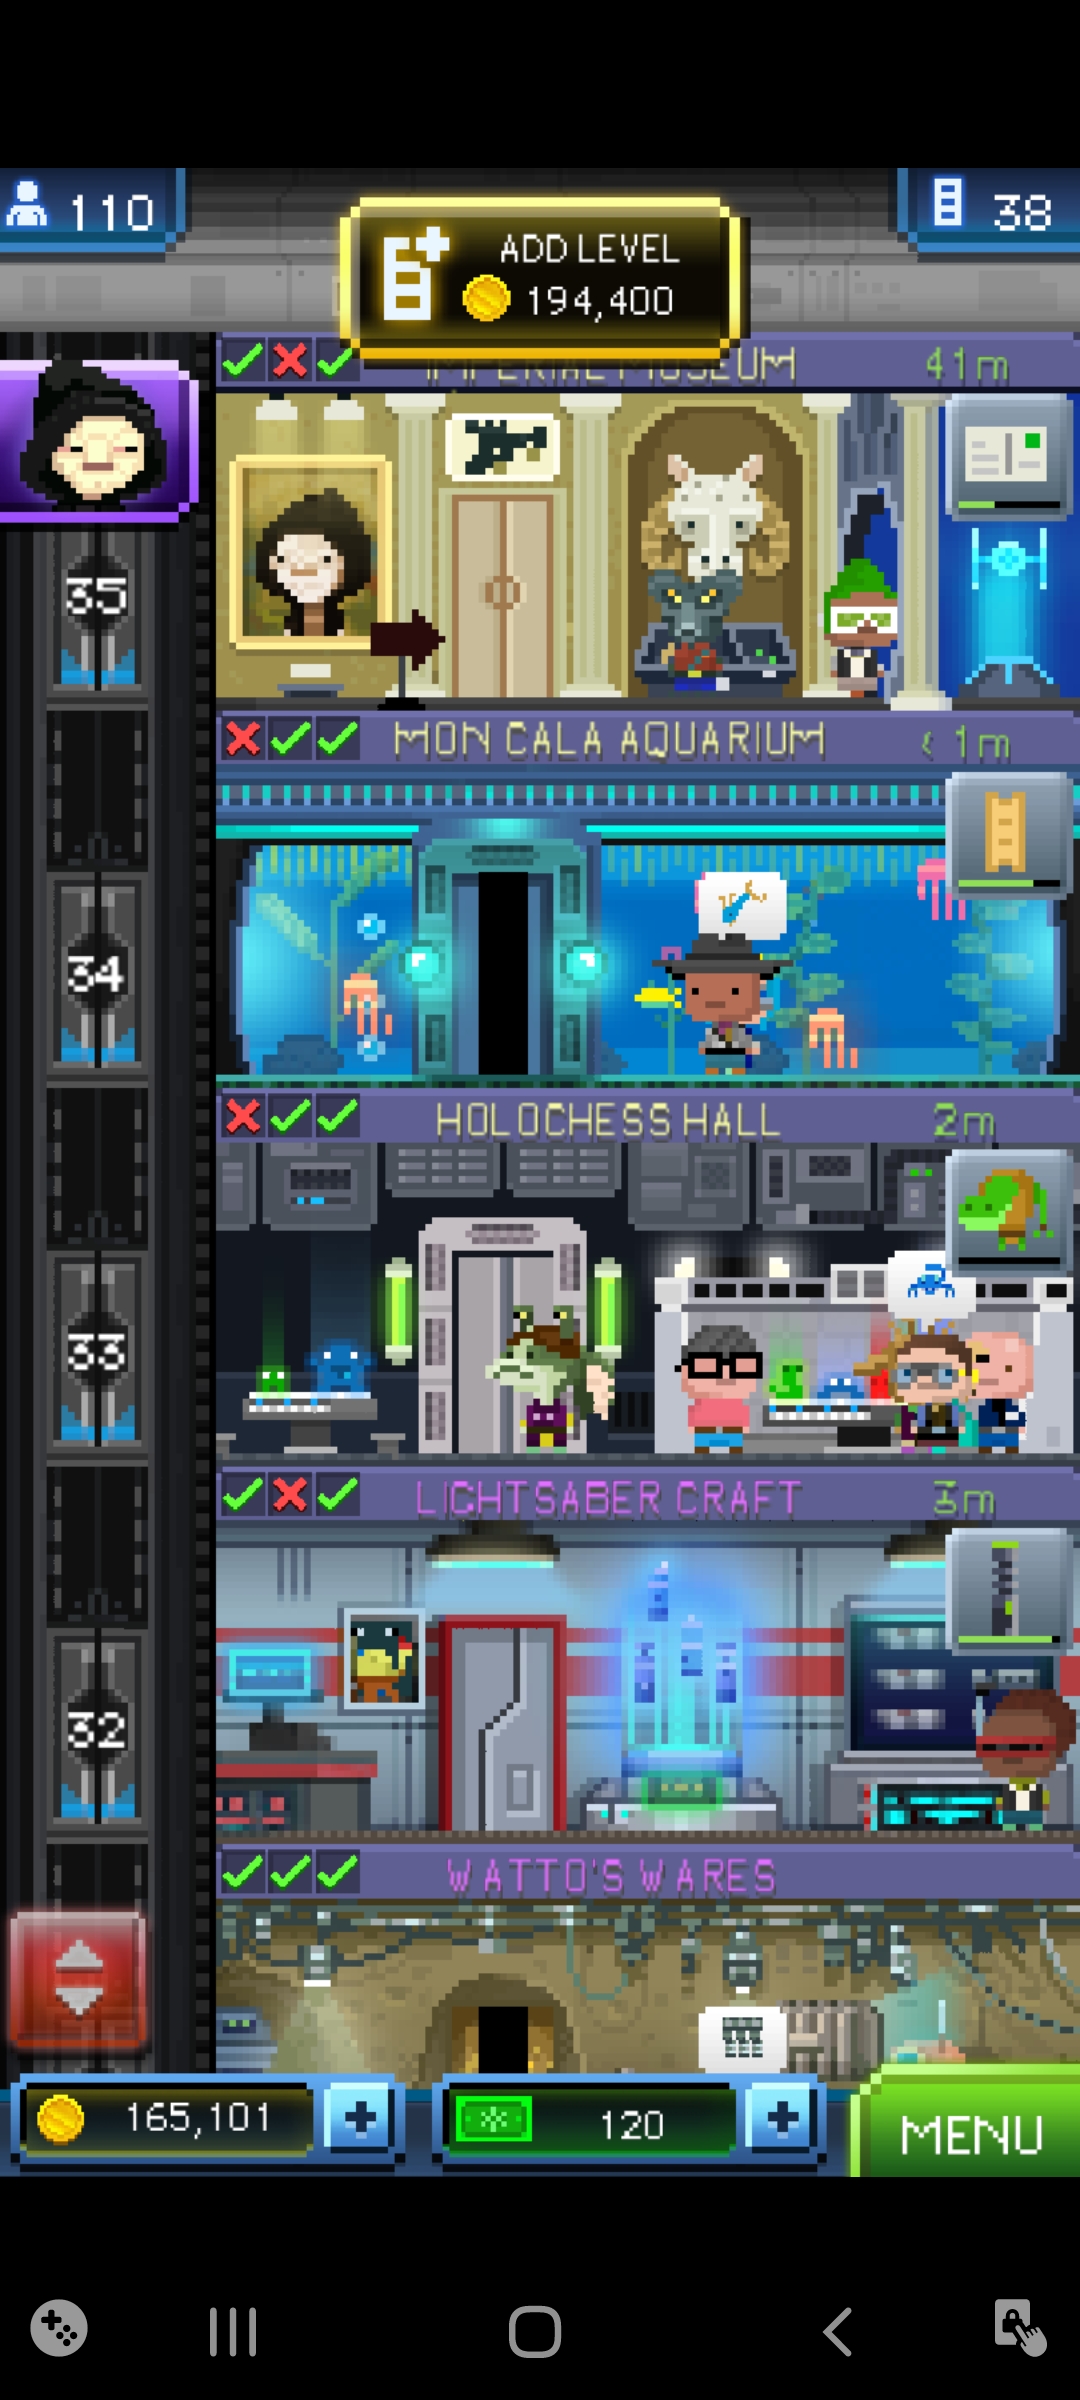 110
ADD LEVEL
194,400
38
IMPERIAL MUSEUM 41m
35
MON CALA AQUARIUM < 1m
34
HOLOCHESS HALL 2m
33
LIGHTSABER CRAFT 3m
32
WATTO'S WARES
165,101
120
MENU